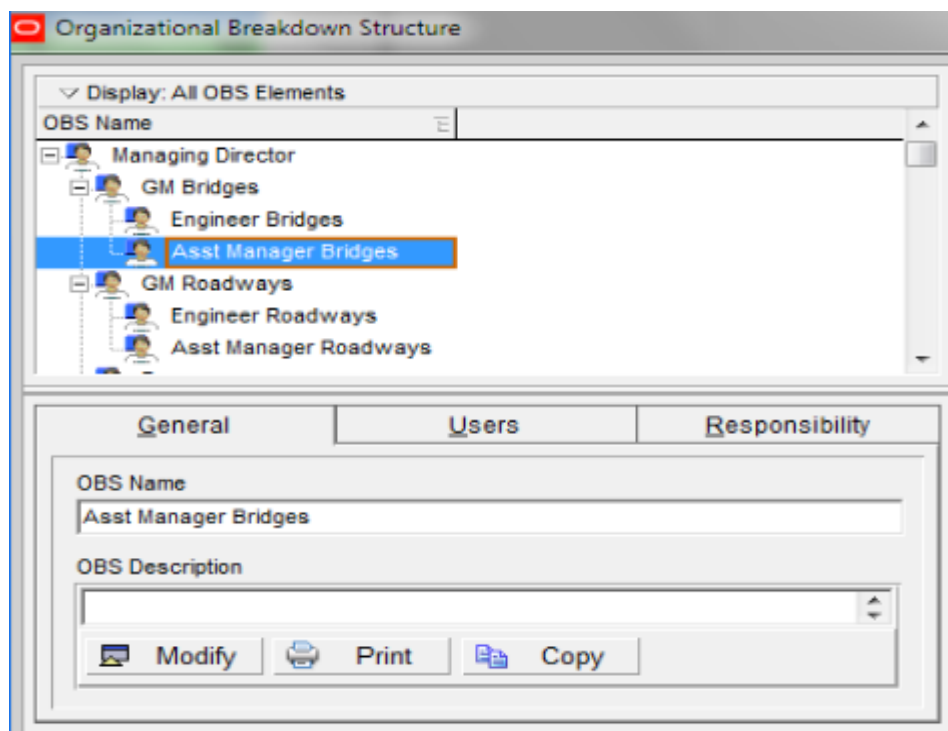 Organizational Breakdown Structure
Display: All OBS Elements
OBS Name
Managing Director
GM Bridges
Engineer Bridges
Asst Manager Bridges
GM Roadways
Engineer Roadways
Asst Manager Roadways
General Users Responsibility
OBS Name
Asst Manager Bridges
OBS Description
Modify Print Copy